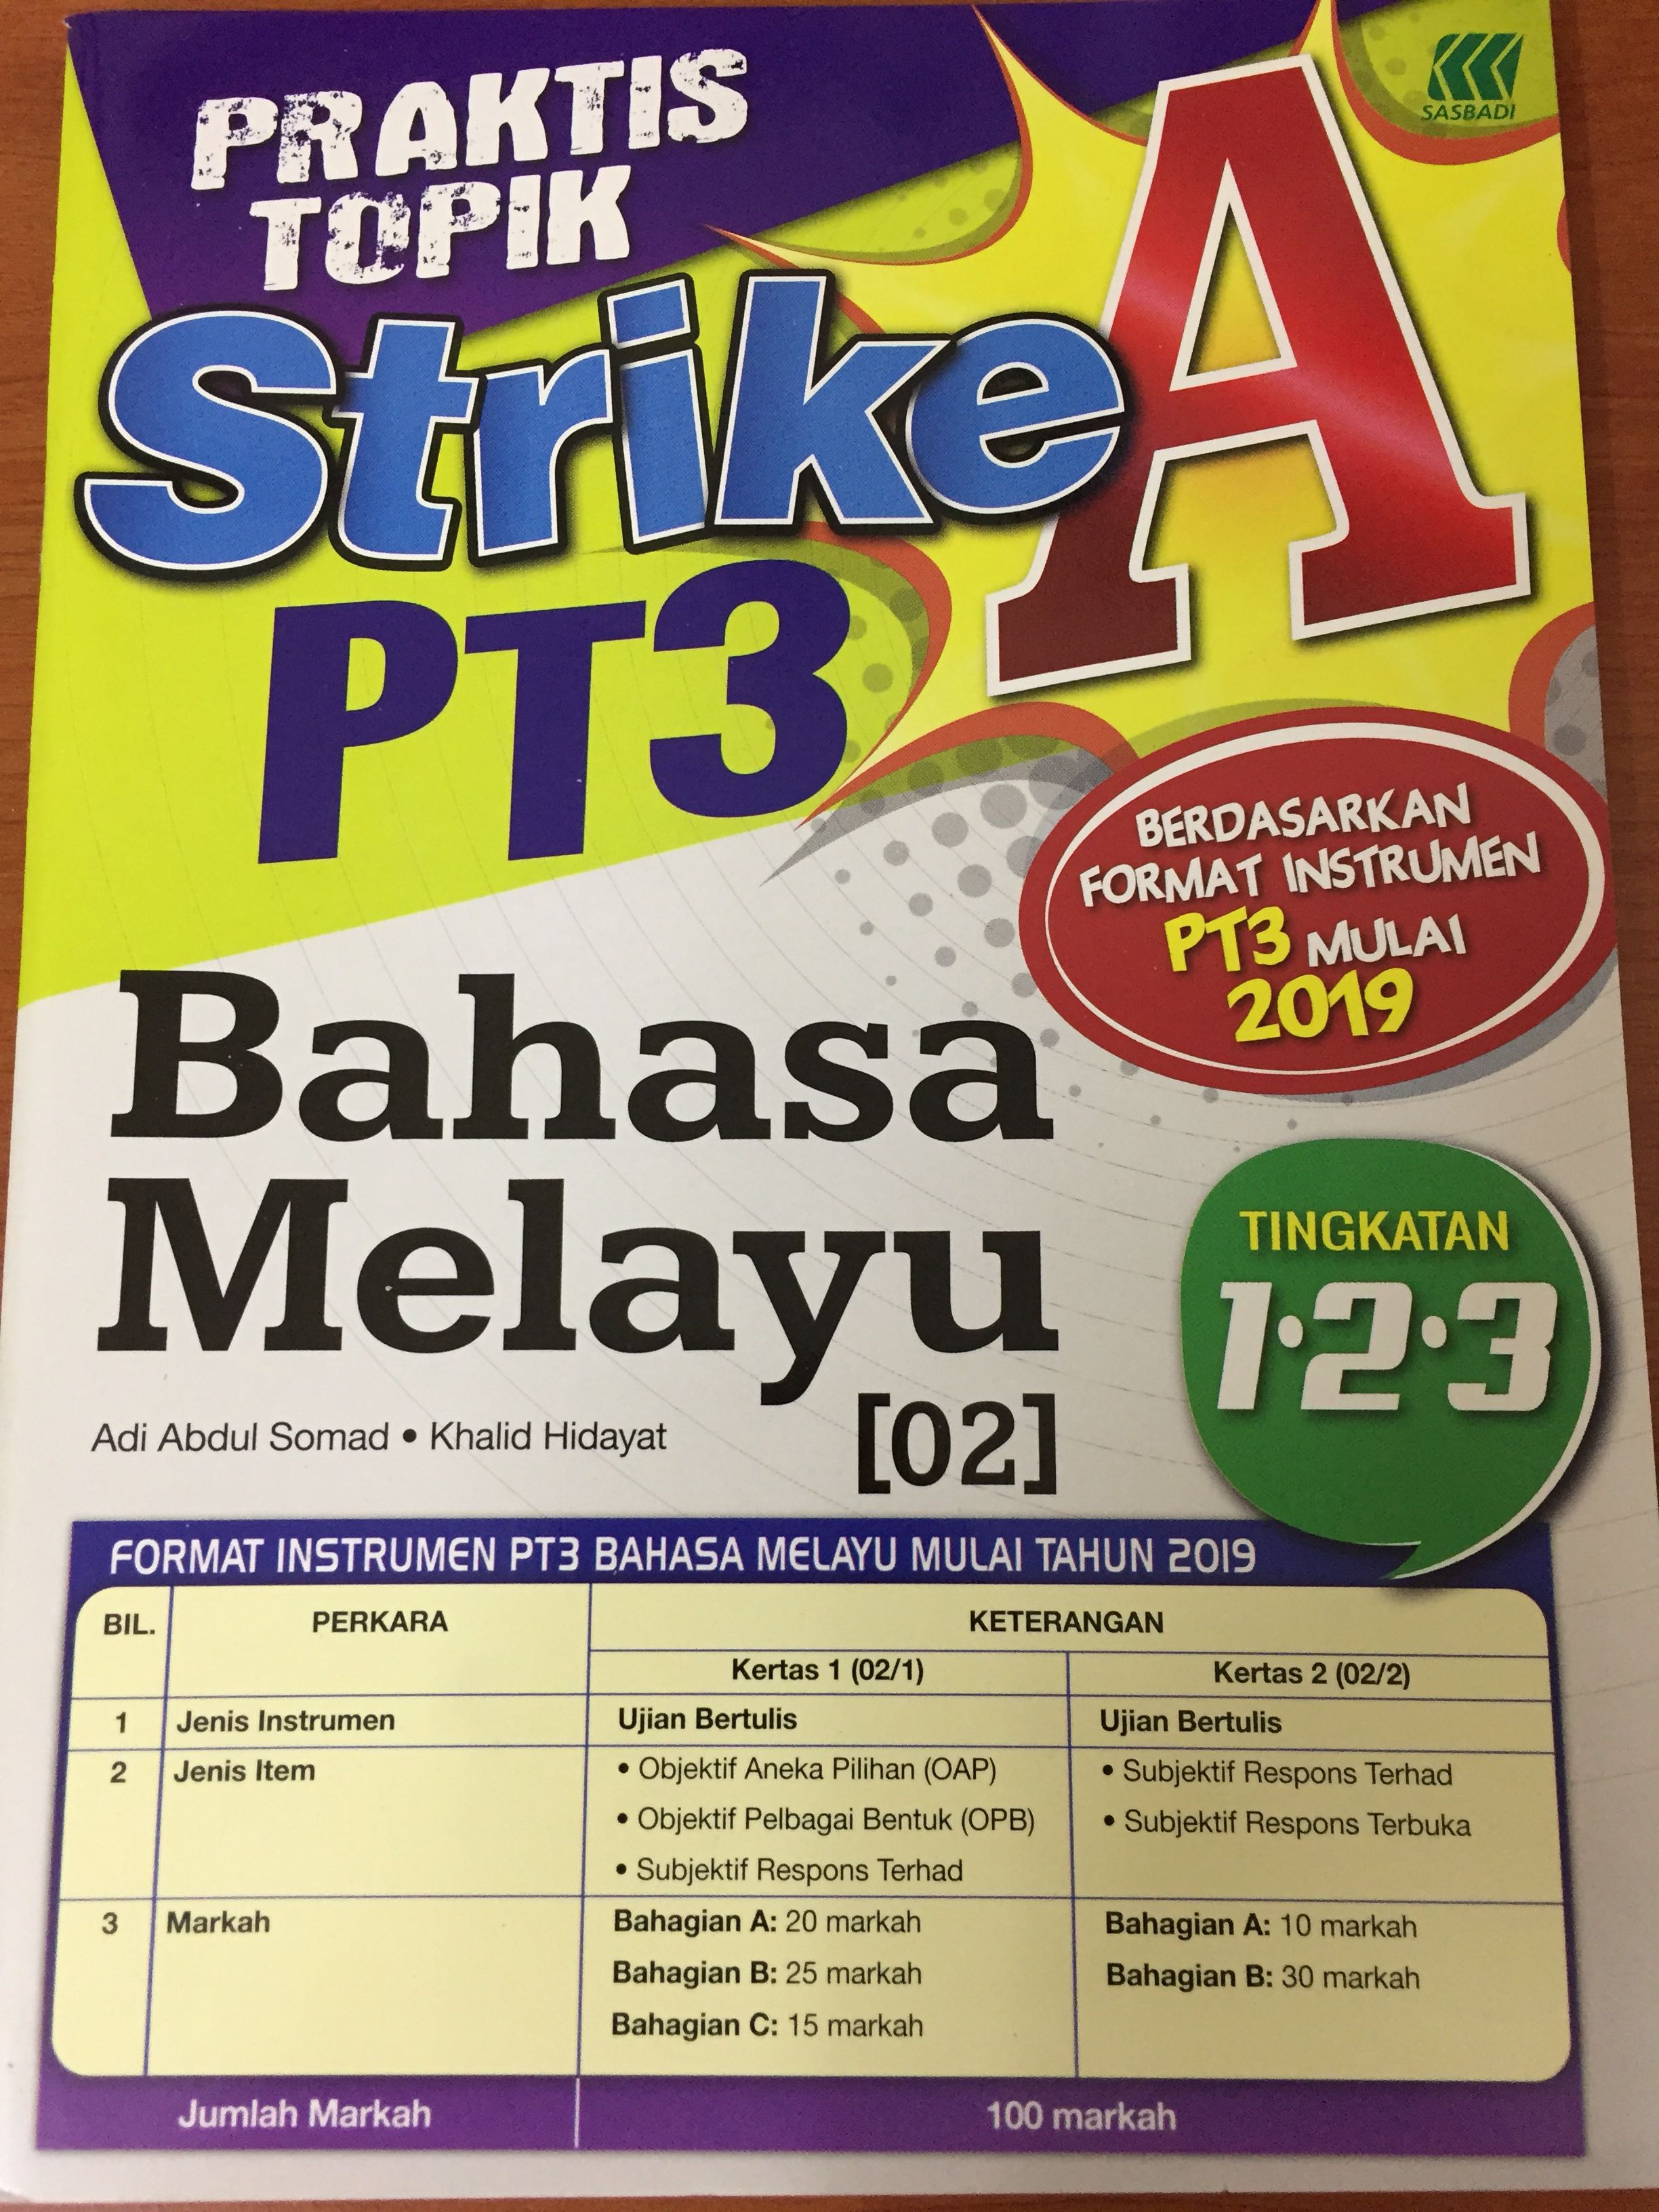 SASBADI
PRAKTIS
TOPIK
Strike A
PT3
BERDASARKAN
FORMAT INSTRUMEN
PT3 MULAI
2019
Bahasa
Melayu
[02]
TINGKATAN
1•2•3
Adi Abdul Somad • Khalid Hidayat
FORMAT INSTRUMEN PT3 BAHASA MELAYU MULAI TAHUN 2019
BIL. PERKARA KETERANGAN
Kertas 1 (02/1) Kertas 2 (02/2)
1 Jenis Instrumen Ujian Bertulis Ujian Bertulis
2 Jenis Item • Objektif Aneka Pilihan (OAP) • Subjektif Respons Terhad
• Objektif Pelbagai Bentuk (OPB) • Subjektif Respons Terbuka
• Subjektif Respons Terhad
3 Markah Bahagian A: 20 markah Bahagian A: 10 markah
Bahagian B: 25 markah Bahagian B: 30 markah
Bahagian C: 15 markah
Jumlah Markah 100 markah